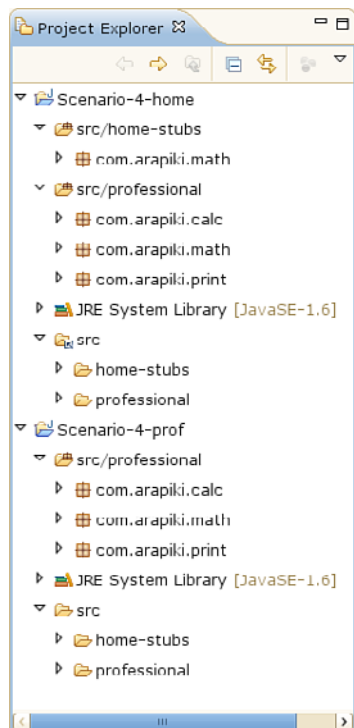 Project Explorer
Scenario-4-home
src/home-stubs
com.arapiki.math
src/professional
com.arapiki.calc
com.arapiki.math
com.arapiki.print
JRE System Library [JavaSE-1.6]
src
home-stubs
professional
Scenario-4-prof
src/professional
com.arapiki.calc
com.arapiki.math
com.arapiki.print
JRE System Library [JavaSE-1.6]
src
home-stubs
professional